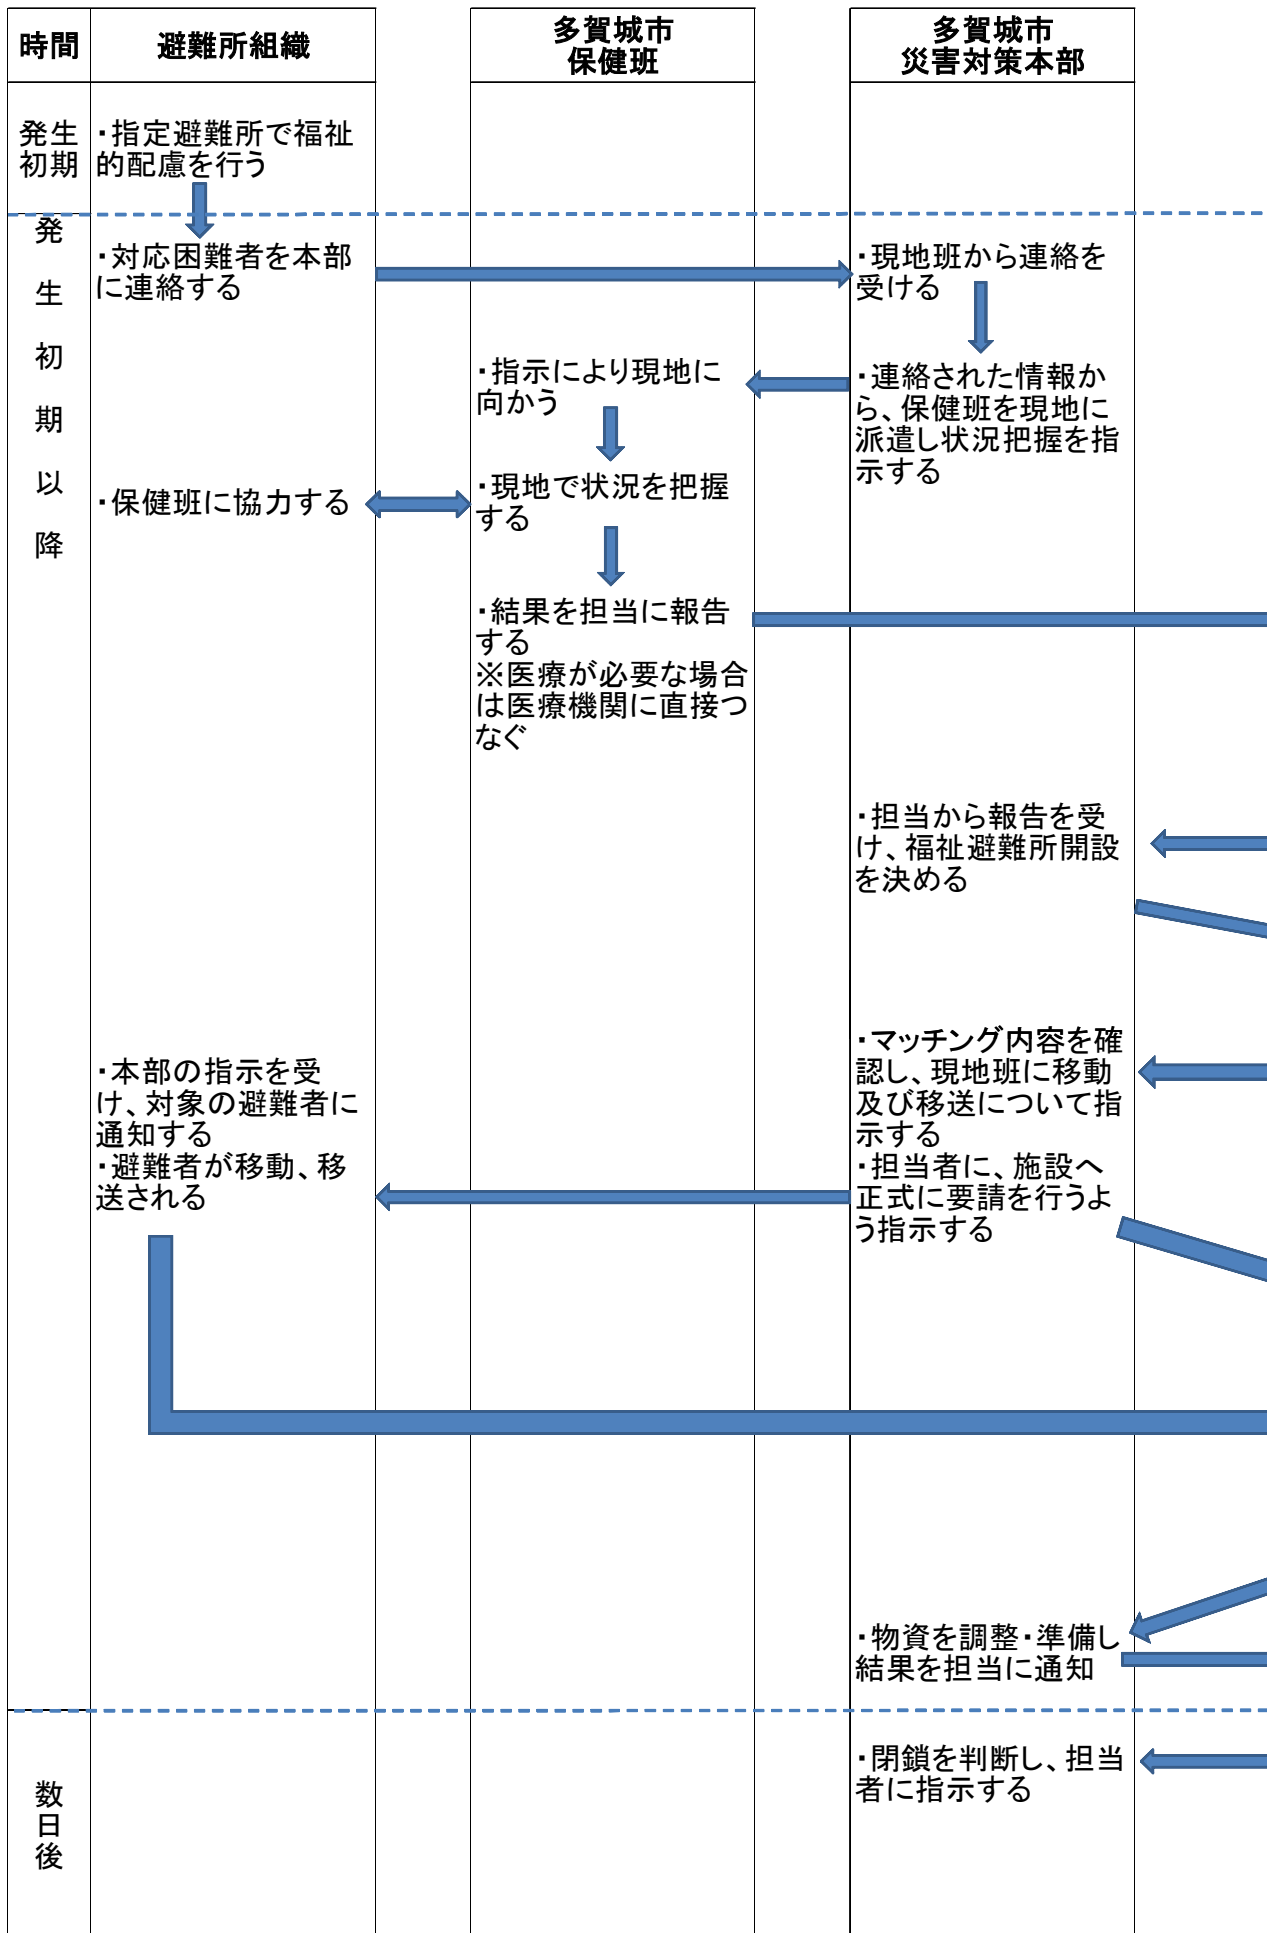 時間
避難所組織
多賀城市
保健班
多賀城市
災害対策本部
発生
初期
・指定避難所で福祉
的配慮を行う
発
生
初
期
以
降
・対応困難者を本部
に連絡する
・現地班から連絡を
受ける
・指示により現地に
向かう
・連絡された情報か
ら、保健班を現地に
派遣し状況把握を指
示する
・保健班に協力する
・現地で状況を把握
する
・結果を担当に報告
する
※医療が必要な場合
は医療機関に直接つ
なぐ
・担当から報告を受
け、福祉避難所開設
を決める
・本部の指示を受
け、対象の避難者に
通知する
・避難者が移動、移
送される
・マッチング内容を確
認し、現地班に移動
及び移送について指
示する
・担当者に、施設へ
正式に要請を行うよ
う指示する
・物資を調整・準備し
結果を担当に通知
数
日
後
・閉鎖を判断し、担当
者に指示する